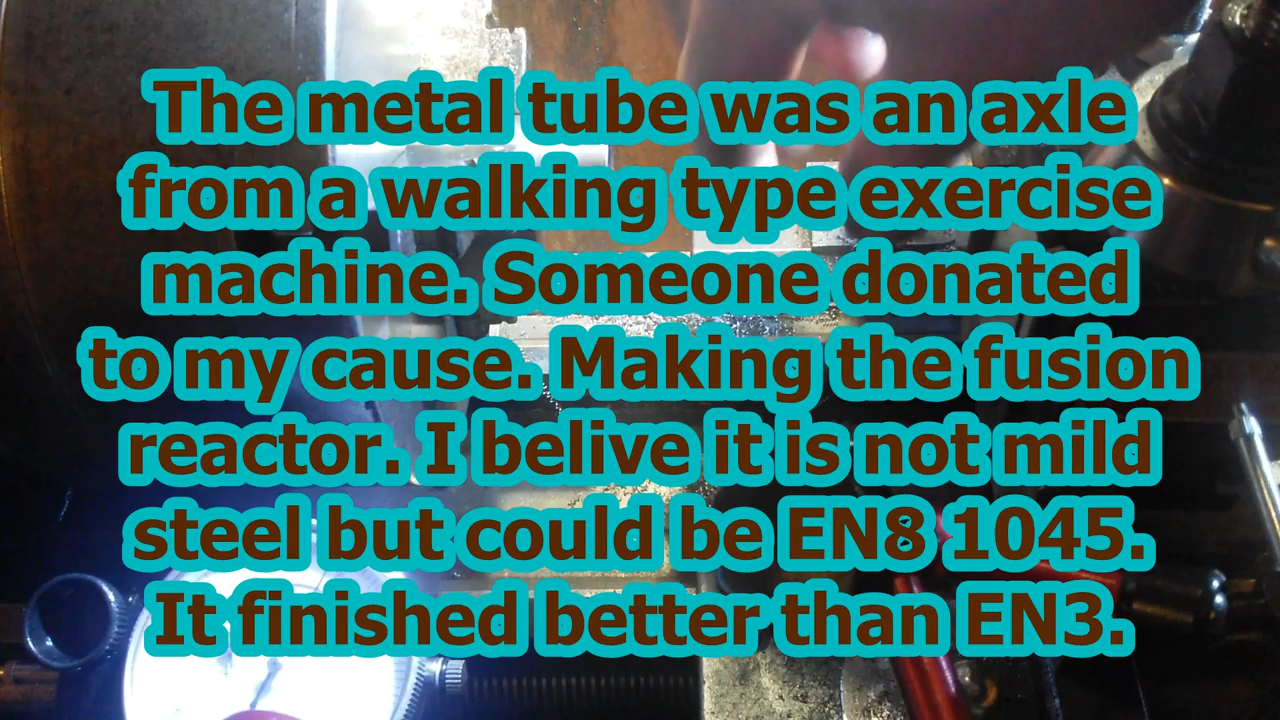 The metal tube was an axle
from a walking type exercise
machine. Someone donated
to my cause. Making the fusion
reactor. I belive it is not mild
steel but could be EN8 1045.
It finished better than EN3.